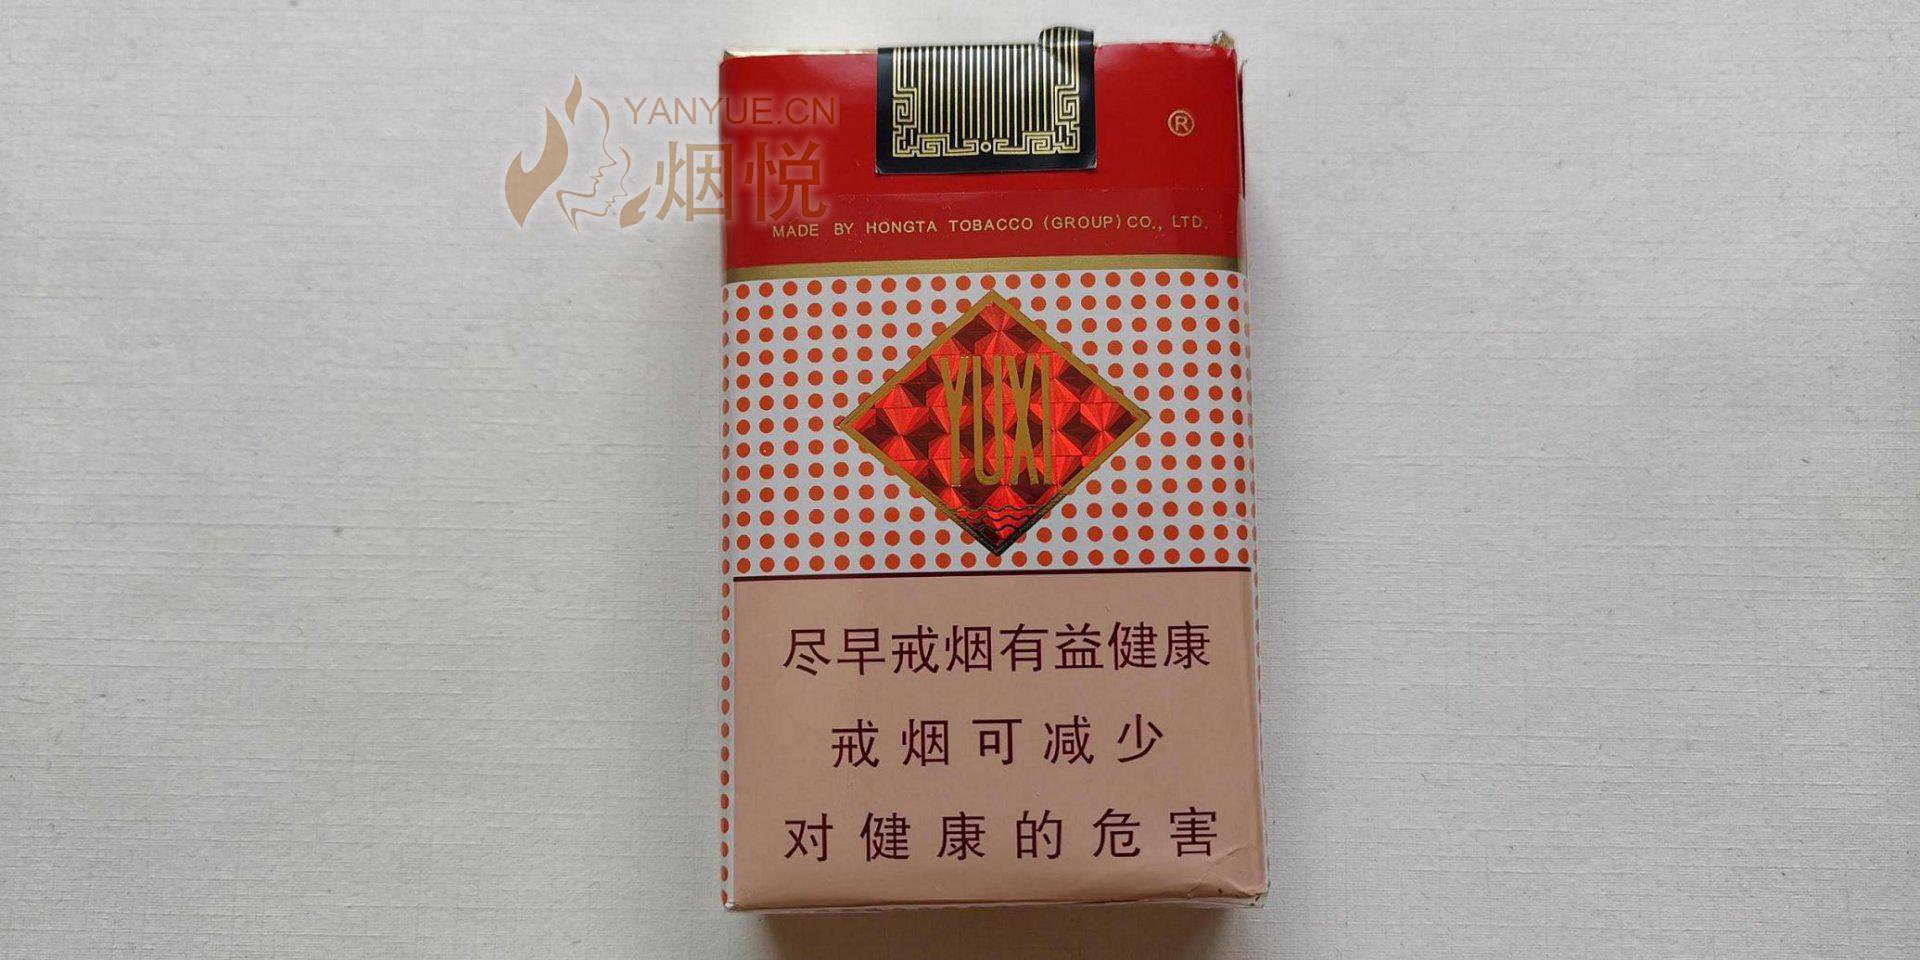 YANYUE.CN
烟悦
®
MADE BY HONGTA TOBACCO (GROUP) CO., LTD.
YUXI
尽早戒烟有益健康
戒烟可减少
对健康的危害